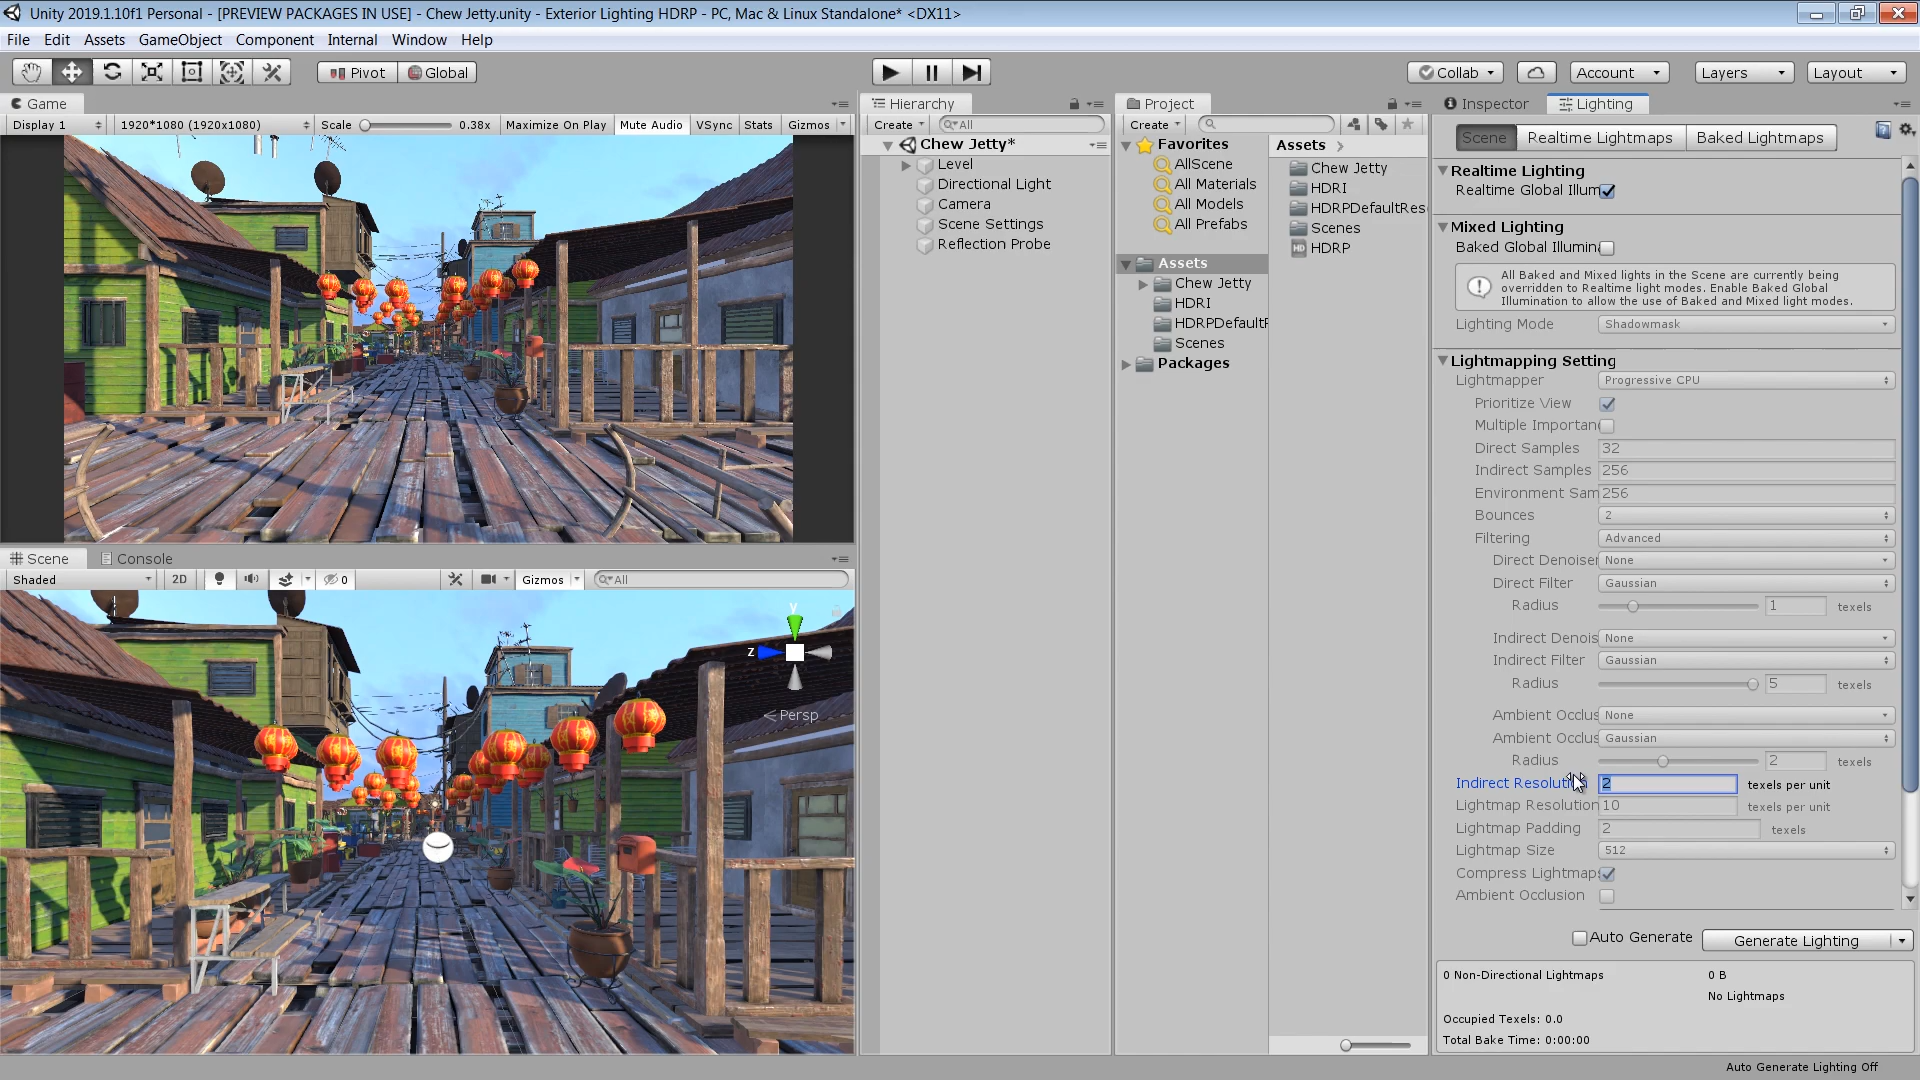 Unity 2019.1.10f1 Personal - [PREVIEW PACKAGES IN USE] - Chew Jetty.unity - Exterior Lighting HDRP - PC, Mac & Linux Standalone* <DX11>
File Edit Assets GameObject Component Internal Window Help
Pivot Global Collab Account Layers Layout
Game
Display 1 1920*1080 (1920x1080) Scale 0.38x Maximize On Play Mute Audio VSync Stats Gizmos
Scene Console
Shaded 2D 0 Gizmos All
y
z
Persp
Hierarchy
Create All
Chew Jetty*
Level
Directional Light
Camera
Scene Settings
Reflection Probe
Project
Create
Favorites
AllScene
All Materials
All Models
All Prefabs
Assets
Chew Jetty
HDRI
HDRPDefaultR
Scenes
Packages
Assets
Chew Jetty
HDRI
HDRPDefaultRes
Scenes
HDRP
Inspector Lighting
Scene Realtime Lightmaps Baked Lightmaps
Realtime Lighting
Realtime Global Illum
Mixed Lighting
Baked Global Illumina
All Baked and Mixed lights in the Scene are currently being
overridden to Realtime light modes. Enable Baked Global
Illumination to allow the use of Baked and Mixed light modes.
Lighting Mode Shadowmask
Lightmapping Setting
Lightmapper Progressive CPU
Prioritize View
Multiple Importan
Direct Samples 32
Indirect Samples 256
Environment Sam 256
Bounces 2
Filtering Advanced
Direct Denoiser None
Direct Filter Gaussian
Radius 1 texels
Indirect Denois None
Indirect Filter Gaussian
Radius 5 texels
Ambient Occlus None
Ambient Occlus Gaussian
Radius 2 texels
Indirect Resolution 2 texels per unit
Lightmap Resolution 10 texels per unit
Lightmap Padding 2 texels
Lightmap Size 512
Compress Lightmaps
Ambient Occlusion
Auto Generate Generate Lighting
0 Non-Directional Lightmaps 0 B
No Lightmaps
Occupied Texels: 0.0
Total Bake Time: 0:00:00
Auto Generate Lighting Off